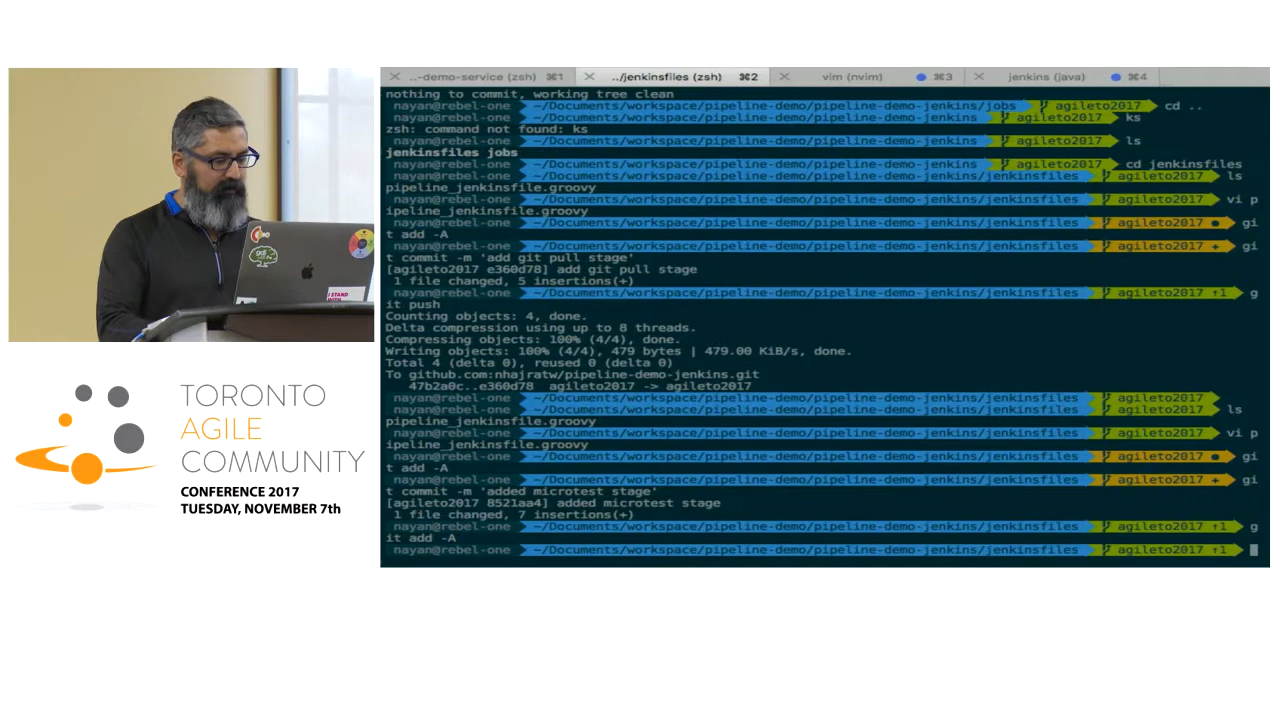 ..-demo-service (zsh) ⌘1 ../jenkinsfiles (zsh) ⌘2 vim (nvim) ⌘3 jenkins (java) ⌘4
nothing to commit, working tree clean
nayan@rebel-one ~/Documents/workspace/pipeline-demo/pipeline-demo-jenkins/jobs agileto2017 cd ..
nayan@rebel-one ~/Documents/workspace/pipeline-demo/pipeline-demo-jenkins agileto2017 ks
zsh: command not found: ks
nayan@rebel-one ~/Documents/workspace/pipeline-demo/pipeline-demo-jenkins agileto2017 ls
jenkinsfiles jobs
nayan@rebel-one ~/Documents/workspace/pipeline-demo/pipeline-demo-jenkins agileto2017 cd jenkinsfiles
nayan@rebel-one ~/Documents/workspace/pipeline-demo/pipeline-demo-jenkins/jenkinsfiles agileto2017 ls
pipeline_jenkinsfile.groovy
nayan@rebel-one ~/Documents/workspace/pipeline-demo/pipeline-demo-jenkins/jenkinsfiles agileto2017 vi p
ipeline_jenkinsfile.groovy
nayan@rebel-one ~/Documents/workspace/pipeline-demo/pipeline-demo-jenkins/jenkinsfiles agileto2017 ● gi
t add -A
nayan@rebel-one ~/Documents/workspace/pipeline-demo/pipeline-demo-jenkins/jenkinsfiles agileto2017 + gi
t commit -m 'add git pull stage'
[agileto2017 e360d78] add git pull stage
1 file changed, 5 insertions(+)
nayan@rebel-one ~/Documents/workspace/pipeline-demo/pipeline-demo-jenkins/jenkinsfiles agileto2017 ↑1 g
it push
Counting objects: 4, done.
Delta compression using up to 8 threads.
Compressing objects: 100% (4/4), done.
Writing objects: 100% (4/4), 479 bytes | 479.00 KiB/s, done.
Total 4 (delta 0), reused 0 (delta 0)
To github.com:nhajratw/pipeline-demo-jenkins.git
47b2a0c..e360d78 agileto2017 -> agileto2017
nayan@rebel-one ~/Documents/workspace/pipeline-demo/pipeline-demo-jenkins/jenkinsfiles agileto2017
nayan@rebel-one ~/Documents/workspace/pipeline-demo/pipeline-demo-jenkins/jenkinsfiles agileto2017 ls
pipeline_jenkinsfile.groovy
nayan@rebel-one ~/Documents/workspace/pipeline-demo/pipeline-demo-jenkins/jenkinsfiles agileto2017 vi p
ipeline_jenkinsfile.groovy
nayan@rebel-one ~/Documents/workspace/pipeline-demo/pipeline-demo-jenkins/jenkinsfiles agileto2017 ● gi
t add -A
nayan@rebel-one ~/Documents/workspace/pipeline-demo/pipeline-demo-jenkins/jenkinsfiles agileto2017 + gi
t commit -m 'added microtest stage'
[agileto2017 8521aa4] added microtest stage
1 file changed, 7 insertions(+)
nayan@rebel-one ~/Documents/workspace/pipeline-demo/pipeline-demo-jenkins/jenkinsfiles agileto2017 ↑1 g
it add -A
nayan@rebel-one ~/Documents/workspace/pipeline-demo/pipeline-demo-jenkins/jenkinsfiles agileto2017 ↑1
I STAND
WITH
TORONTO
AGILE
COMMUNITY
CONFERENCE 2017
TUESDAY, NOVEMBER 7th